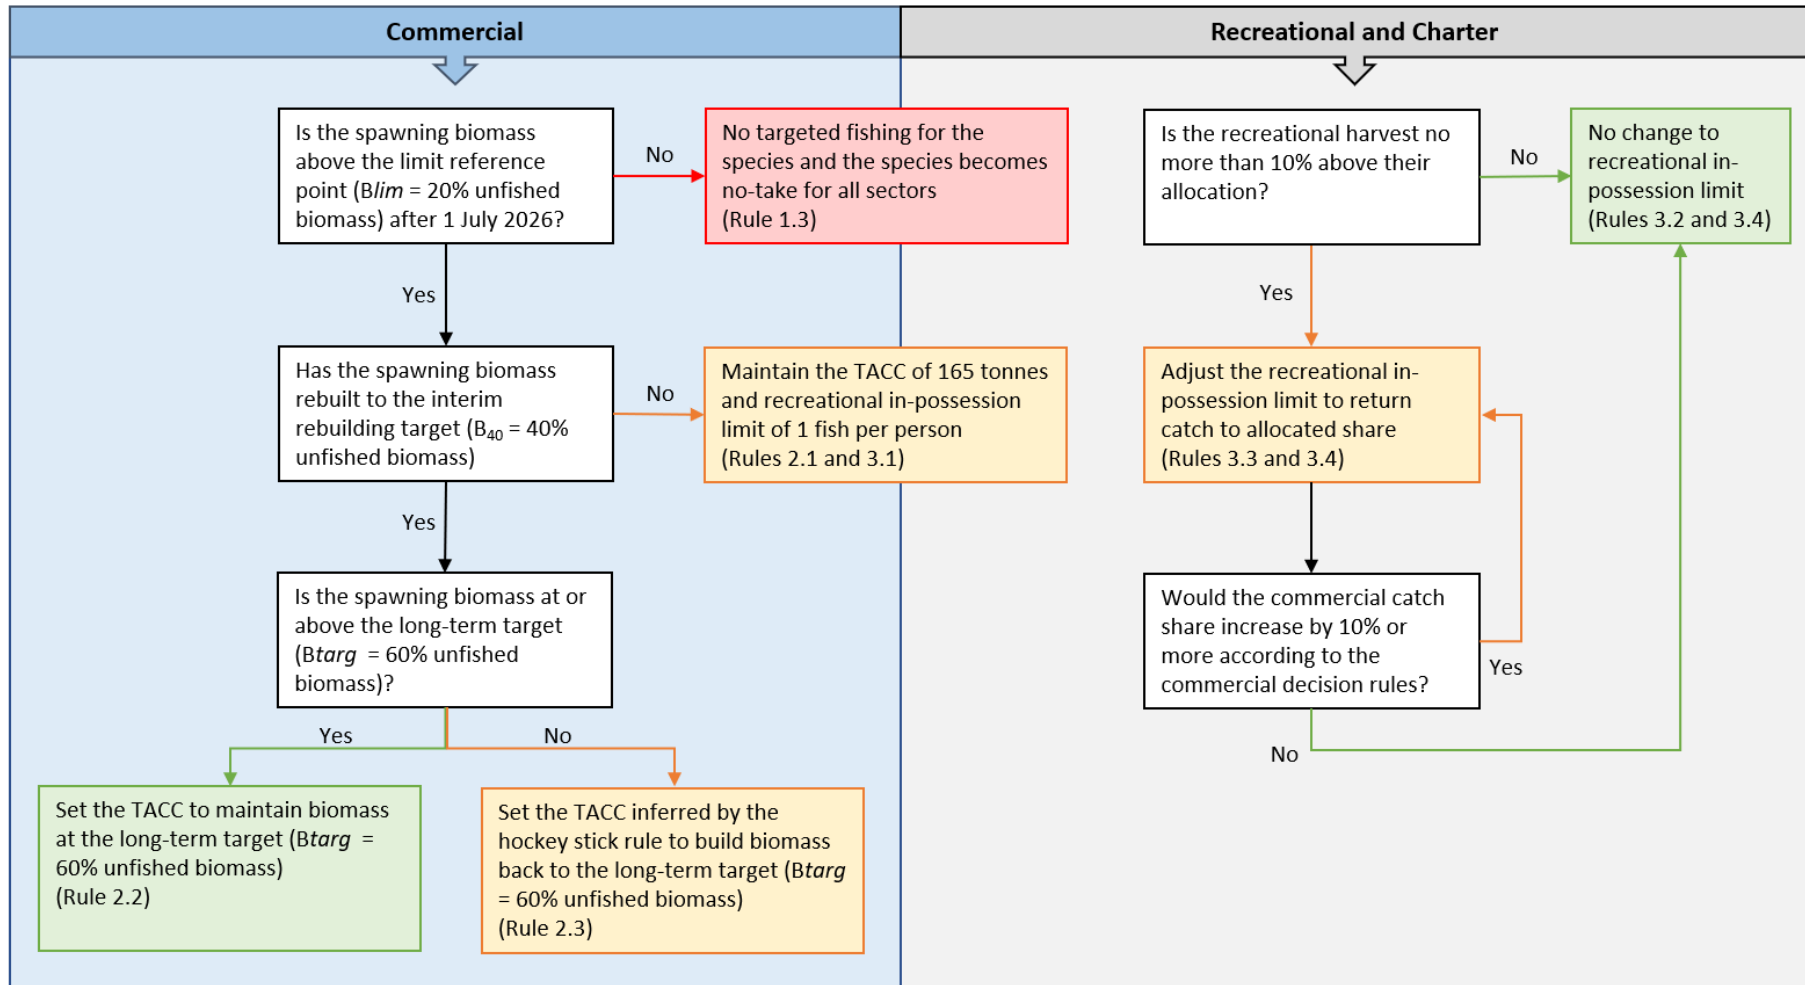 Commercial
Recreational and Charter
Is the spawning biomass
above the limit reference
point (Blim = 20% unfished
biomass) after 1 July 2026?
No
No targeted fishing for the
species and the species becomes
no-take for all sectors
(Rule 1.3)
Yes
Has the spawning biomass
rebuilt to the interim
rebuilding target (B₄₀ = 40%
unfished biomass)
No
Maintain the TACC of 165 tonnes
and recreational in-possession
limit of 1 fish per person
(Rules 2.1 and 3.1)
Yes
Is the spawning biomass at or
above the long-term target
(Btarg = 60% unfished
biomass)?
Yes
No
Set the TACC to maintain biomass
at the long-term target (Btarg =
60% unfished biomass)
(Rule 2.2)
Set the TACC inferred by the
hockey stick rule to build biomass
back to the long-term target (Btarg
= 60% unfished biomass)
(Rule 2.3)
Is the recreational harvest no
more than 10% above their
allocation?
No
No change to
recreational in-
possession limit
(Rules 3.2 and 3.4)
Yes
Adjust the recreational in-
possession limit to return
catch to allocated share
(Rules 3.3 and 3.4)
Would the commercial catch
share increase by 10% or
more according to the
commercial decision rules?
Yes
No